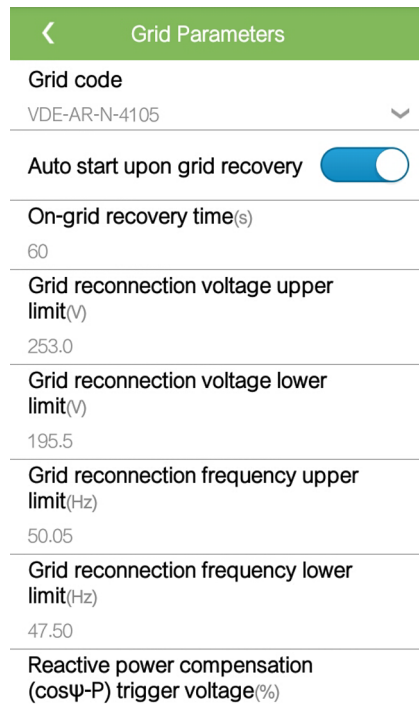 Grid Parameters
Grid code
VDE-AR-N-4105
Auto start upon grid recovery
On-grid recovery time(s)
60
Grid reconnection voltage upper
limit(V)
253.0
Grid reconnection voltage lower
limit(V)
195.5
Grid reconnection frequency upper
limit(Hz)
50.05
Grid reconnection frequency lower
limit(Hz)
47.50
Reactive power compensation
(cosψ-P) trigger voltage(%)